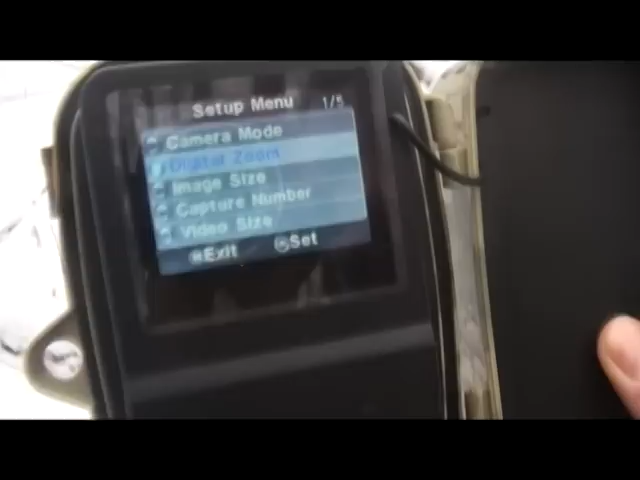 Setup Menu 1/5
Camera Mode
Digital Zoom
Image Size
Capture Number
Video Size
Exit Set